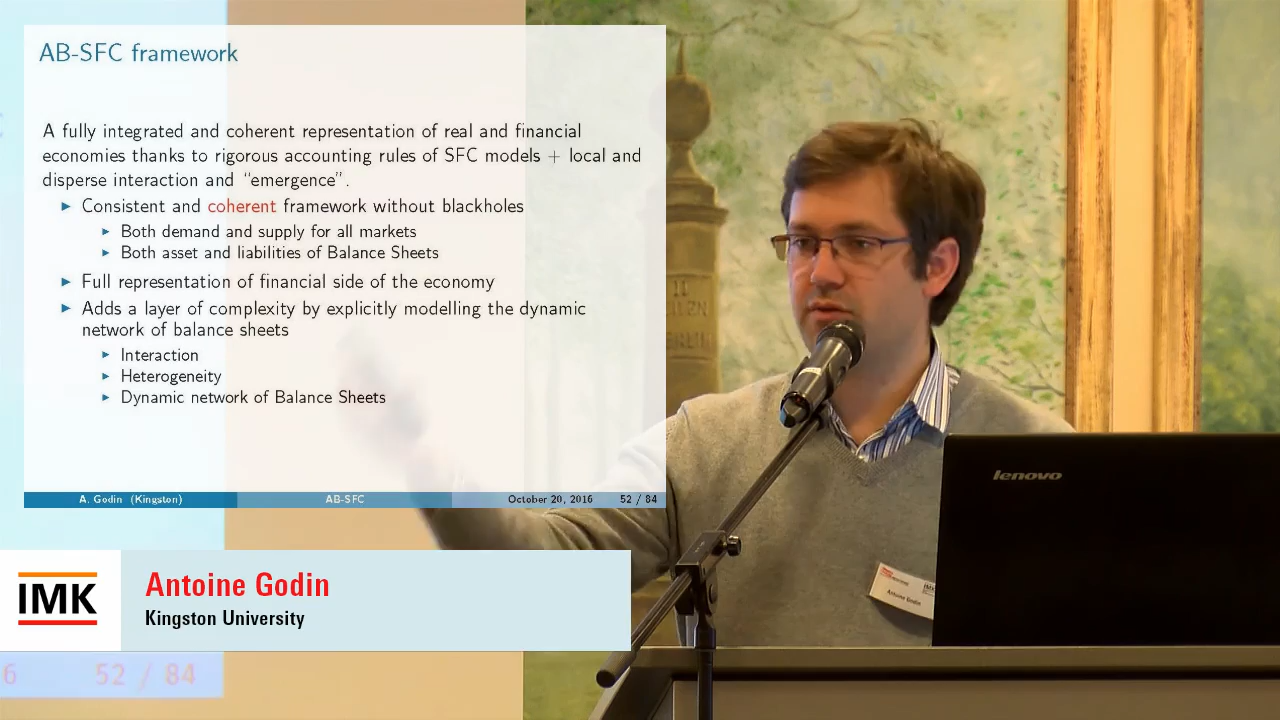 AB-SFC framework
A fully integrated and coherent representation of real and financial
economies thanks to rigorous accounting rules of SFC models + local and
disperse interaction and “emergence”.
Consistent and coherent framework without blackholes
Both demand and supply for all markets
Both asset and liabilities of Balance Sheets
Full representation of financial side of the economy
Adds a layer of complexity by explicitly modelling the dynamic
network of balance sheets
Interaction
Heterogeneity
Dynamic network of Balance Sheets
A. Godin (Kingston) AB-SFC October 20, 2016 52 / 84
IMK
Antoine Godin
Kingston University
6 52 / 84
lenovo
IMK
Antoine Godin